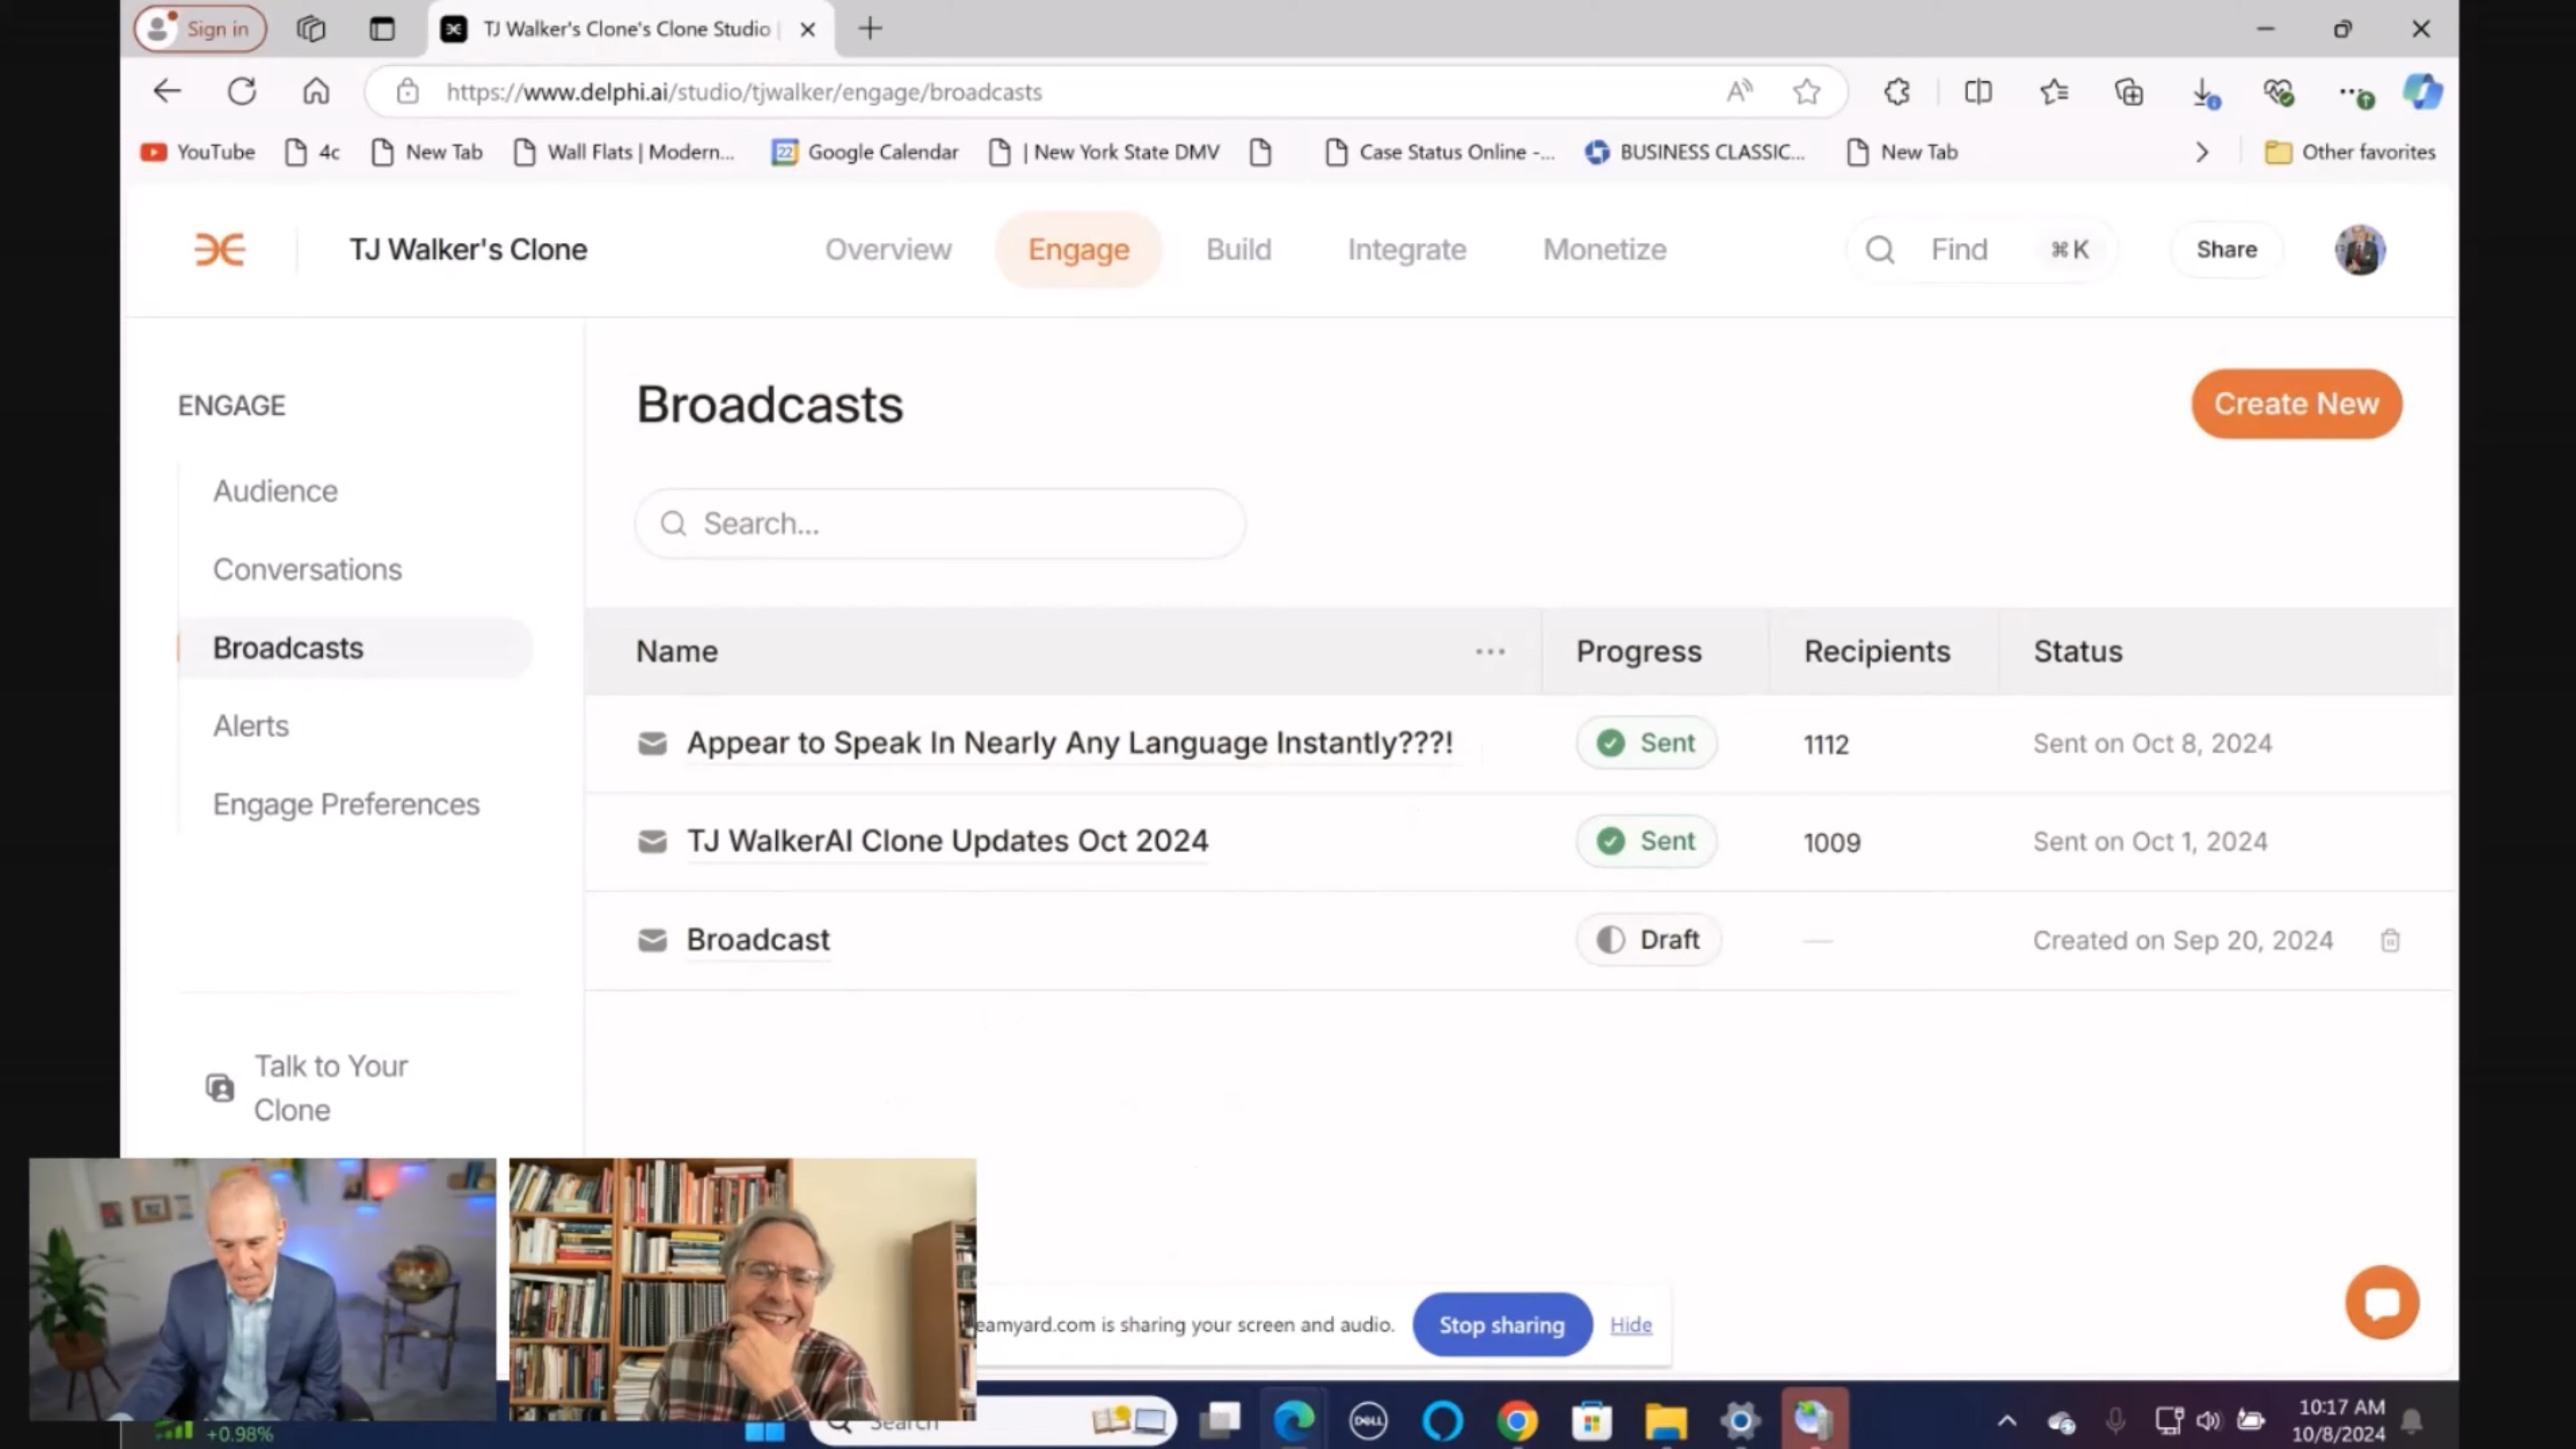 Sign in
TJ Walker's Clone's Clone Studio |
https://www.delphi.ai/studio/tjwalker/engage/broadcasts
YouTube
4c
New Tab
Wall Flats | Modern...
22
Google Calendar
| New York State DMV
Case Status Online -...
BUSINESS CLASSIC...
New Tab
Other favorites
TJ Walker's Clone
Overview
Engage
Build
Integrate
Monetize
Find
⌘ K
Share
ENGAGE
Audience
Conversations
Broadcasts
Alerts
Engage Preferences
Talk to Your
Clone
Broadcasts
Create New
Search...
Name ... Progress Recipients Status
Appear to Speak In Nearly Any Language Instantly???! Sent 1112 Sent on Oct 8, 2024
TJ WalkerAI Clone Updates Oct 2024 Sent 1009 Sent on Oct 1, 2024
Broadcast Draft — Created on Sep 20, 2024
eamyard.com is sharing your screen and audio.
Stop sharing
Hide
+0.98%
Search
DELL
10:17 AM
10/8/2024